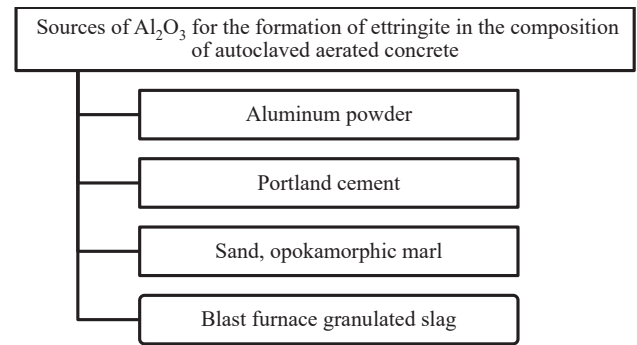 Sources of Al₂O₃ for the formation of ettringite in the composition
of autoclaved aerated concrete
Aluminum powder
Portland cement
Sand, opokamorphic marl
Blast furnace granulated slag